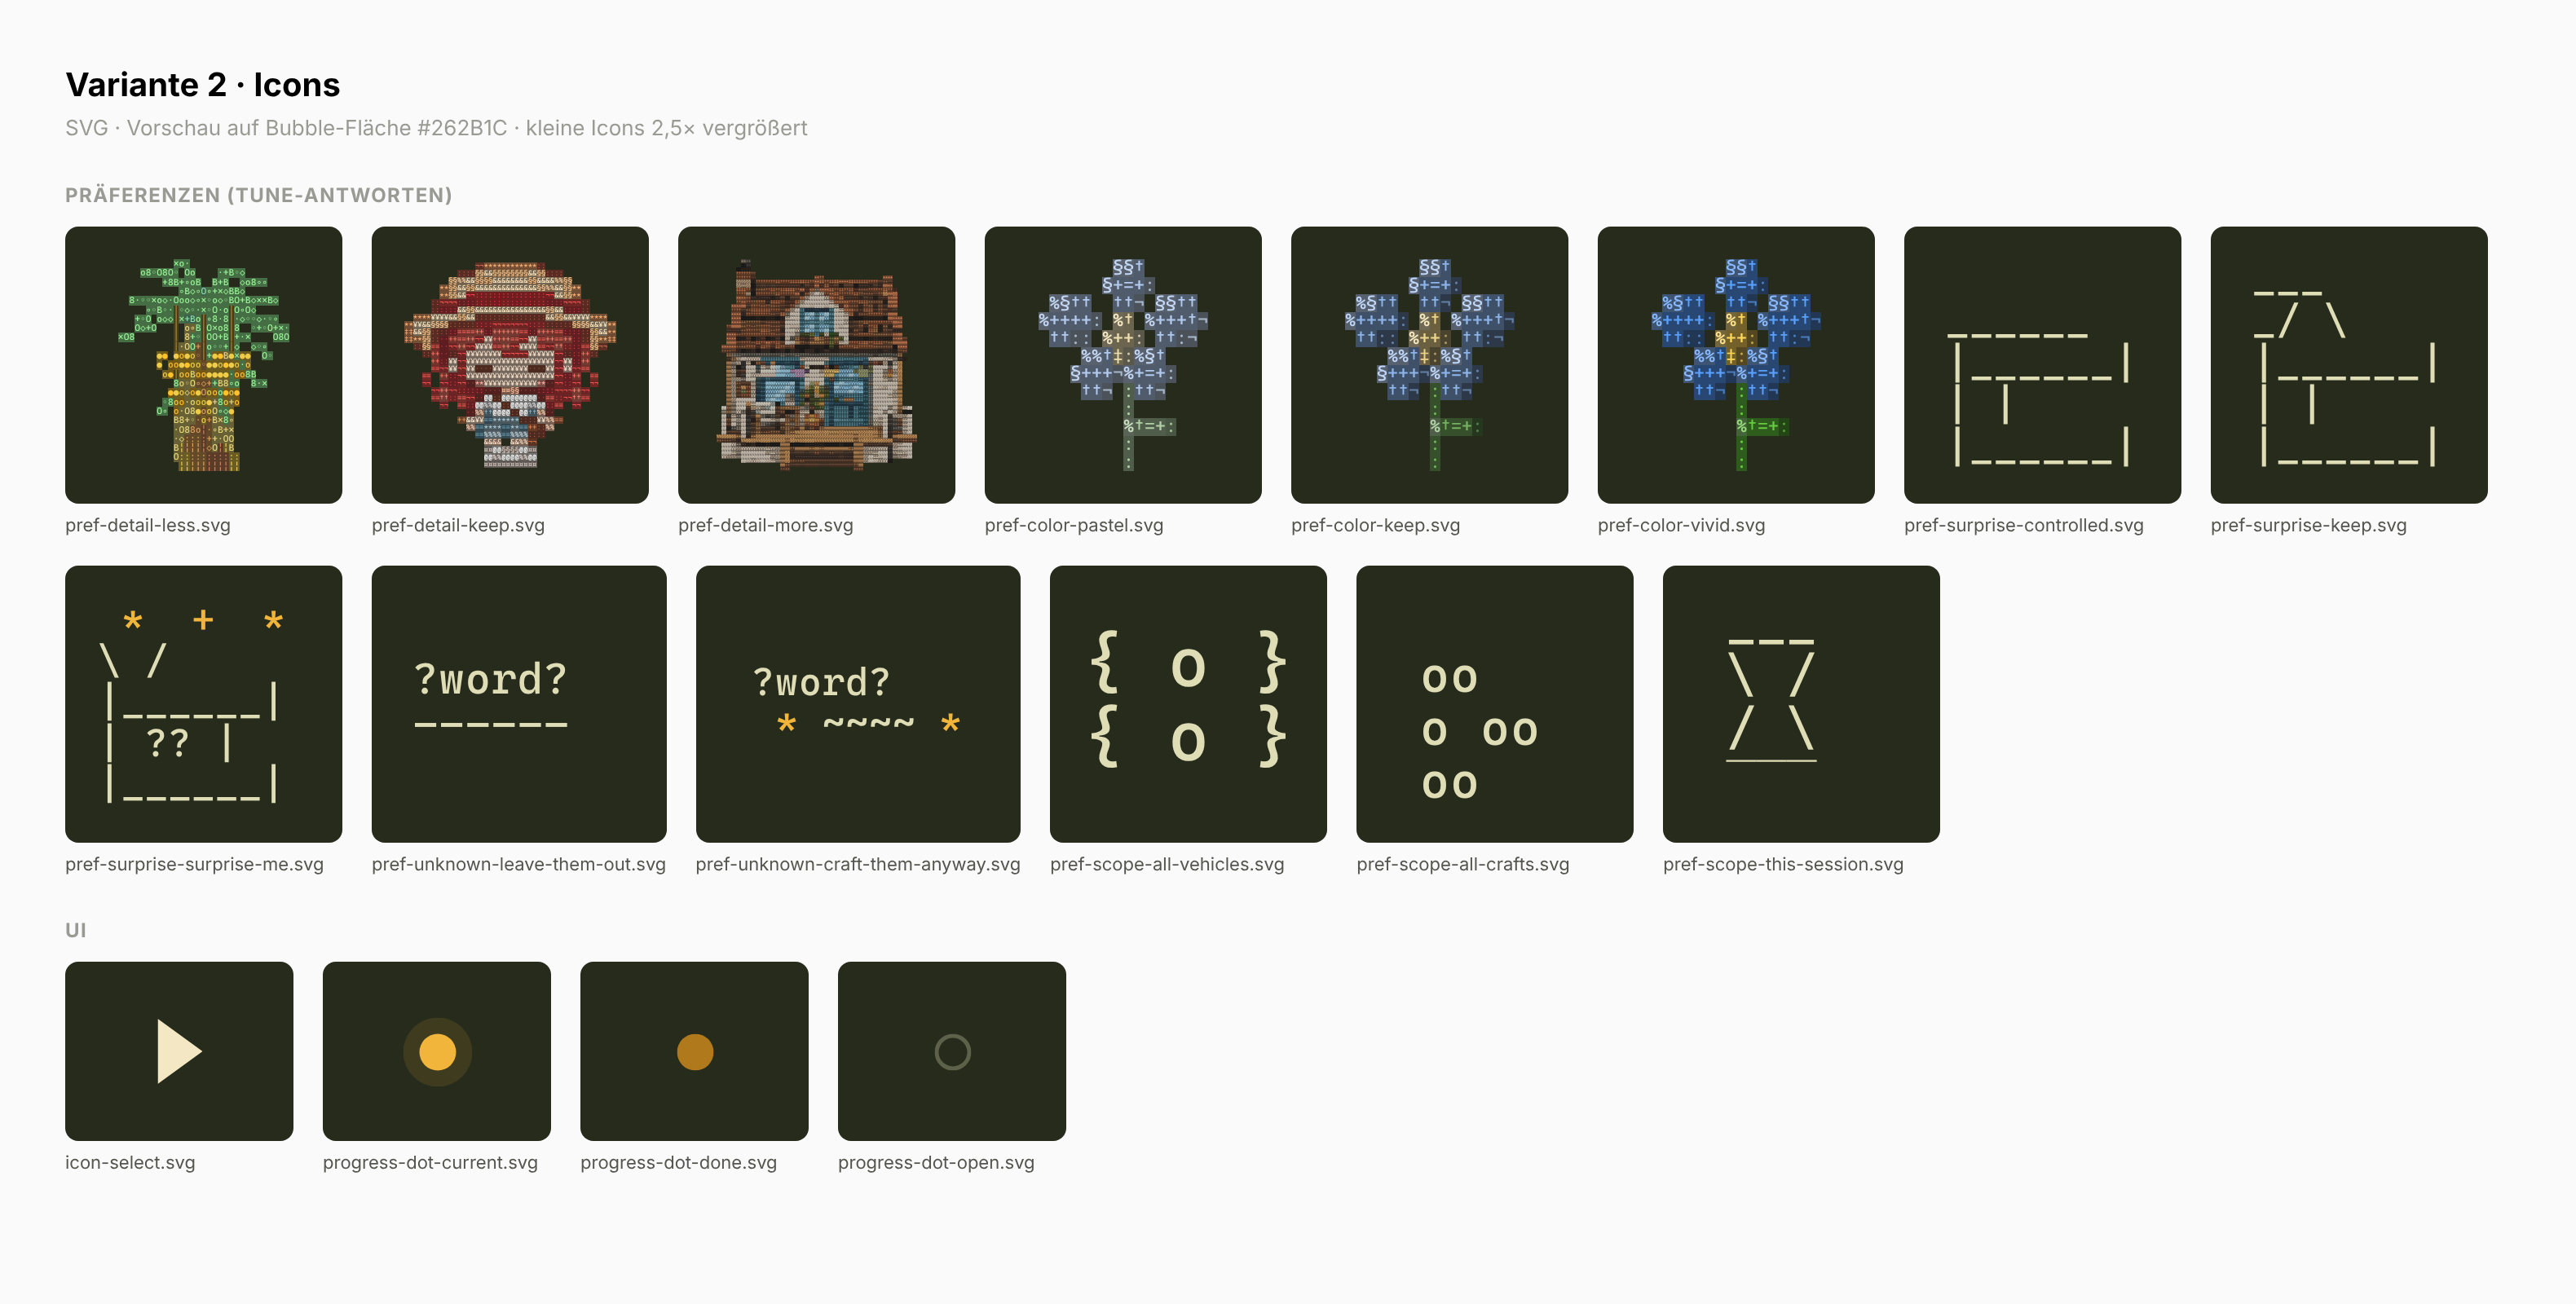 Variante 2 · Icons
SVG · Vorschau auf Bubble-Fläche #262B1C · kleine Icons 2,5× vergrößert
PRÄFERENZEN (TUNE-ANTWORTEN)
pref-detail-less.svg
pref-detail-keep.svg
pref-detail-more.svg
pref-color-pastel.svg
pref-color-keep.svg
pref-color-vivid.svg
pref-surprise-controlled.svg
pref-surprise-keep.svg
* + *
??
pref-surprise-surprise-me.svg
?word?
------
pref-unknown-leave-them-out.svg
?word?
* ~~~~ *
pref-unknown-craft-them-anyway.svg
{ o }
{ o }
pref-scope-all-vehicles.svg
oo
o oo
oo
pref-scope-all-crafts.svg
pref-scope-this-session.svg
UI
icon-select.svg
progress-dot-current.svg
progress-dot-done.svg
progress-dot-open.svg